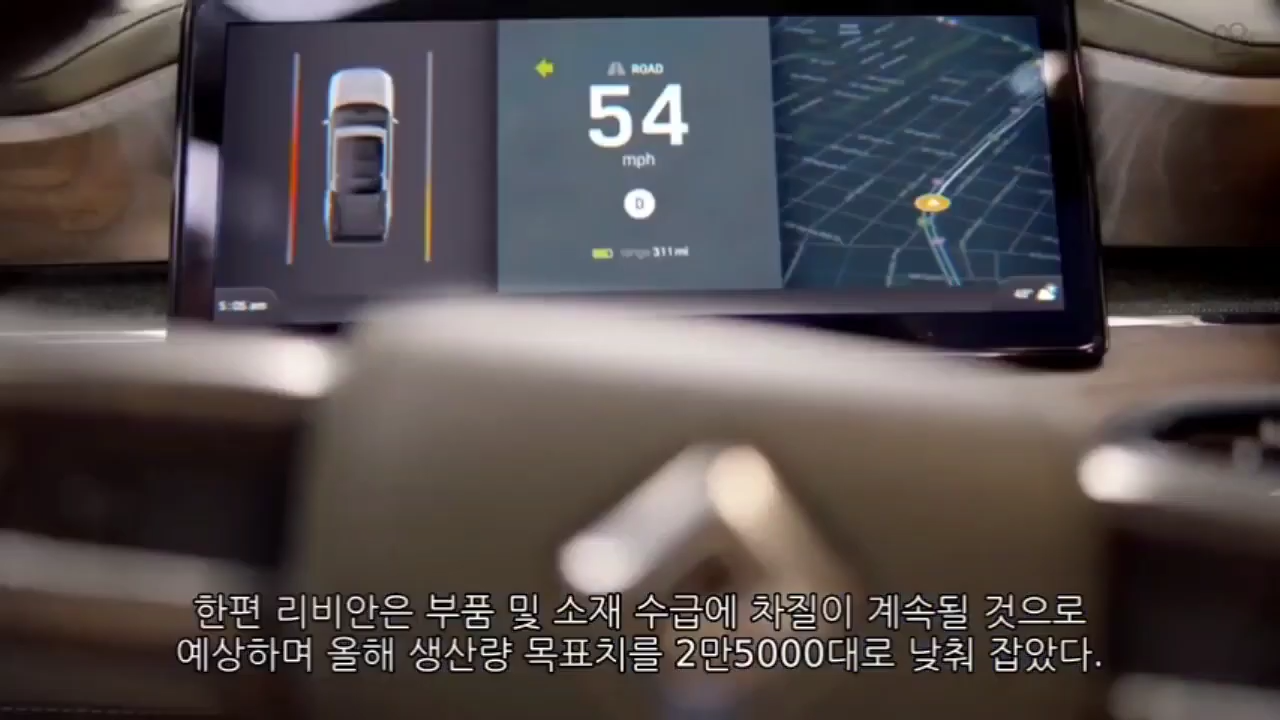 ROAD
54
mph
D
range 311 mi
5:05 am
48°
한편 리비안은 부품 및 소재 수급에 차질이 계속될 것으로
예상하며 올해 생산량 목표치를 2만5000대로 낮춰 잡았다.